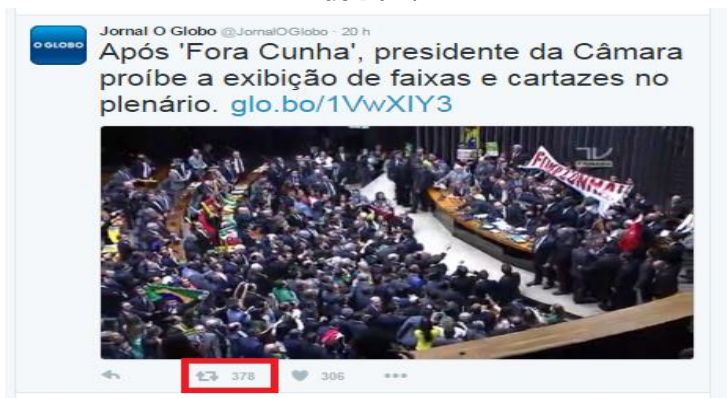 Jornal O Globo @JornalOGlobo · 20 h
O GLOBO
Após 'Fora Cunha', presidente da Câmara
proíbe a exibição de faixas e cartazes no
plenário. glo.bo/1VwXIY3
378 306